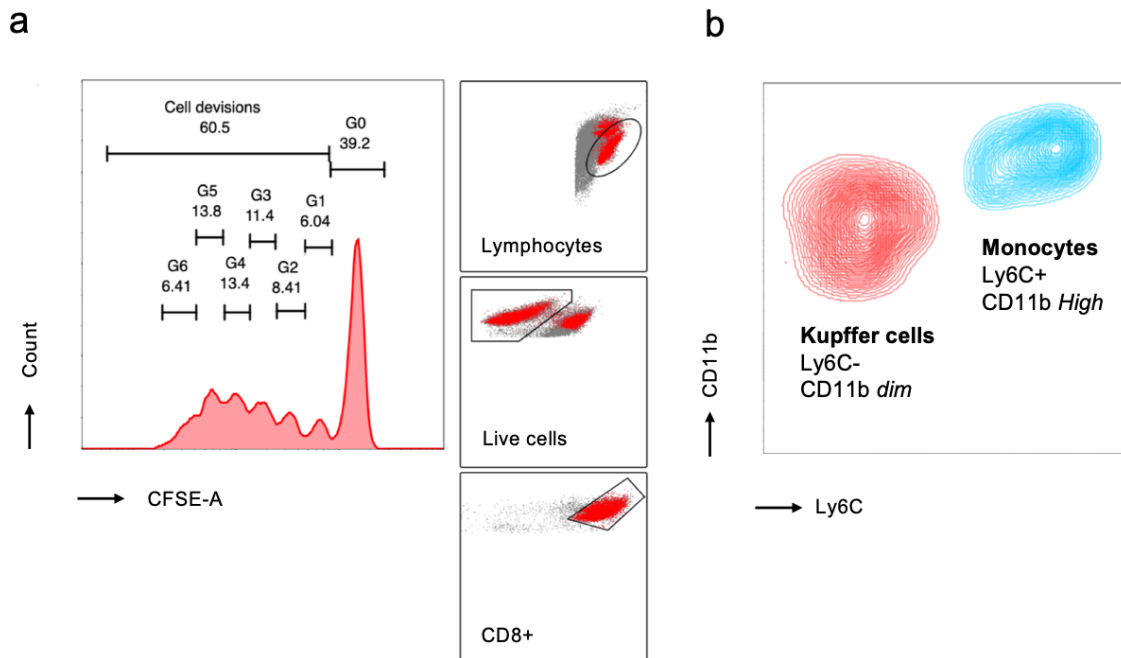 a
Cell devisions
60.5
G0
39.2
G5
13.8
G3
11.4
G1
6.04
G6
6.41
G4
13.4
G2
8.41
Count
CFSE-A
Lymphocytes
Live cells
CD8+
b
Monocytes
Ly6C+
CD11b High
Kupffer cells
Ly6C-
CD11b dim
CD11b
Ly6C